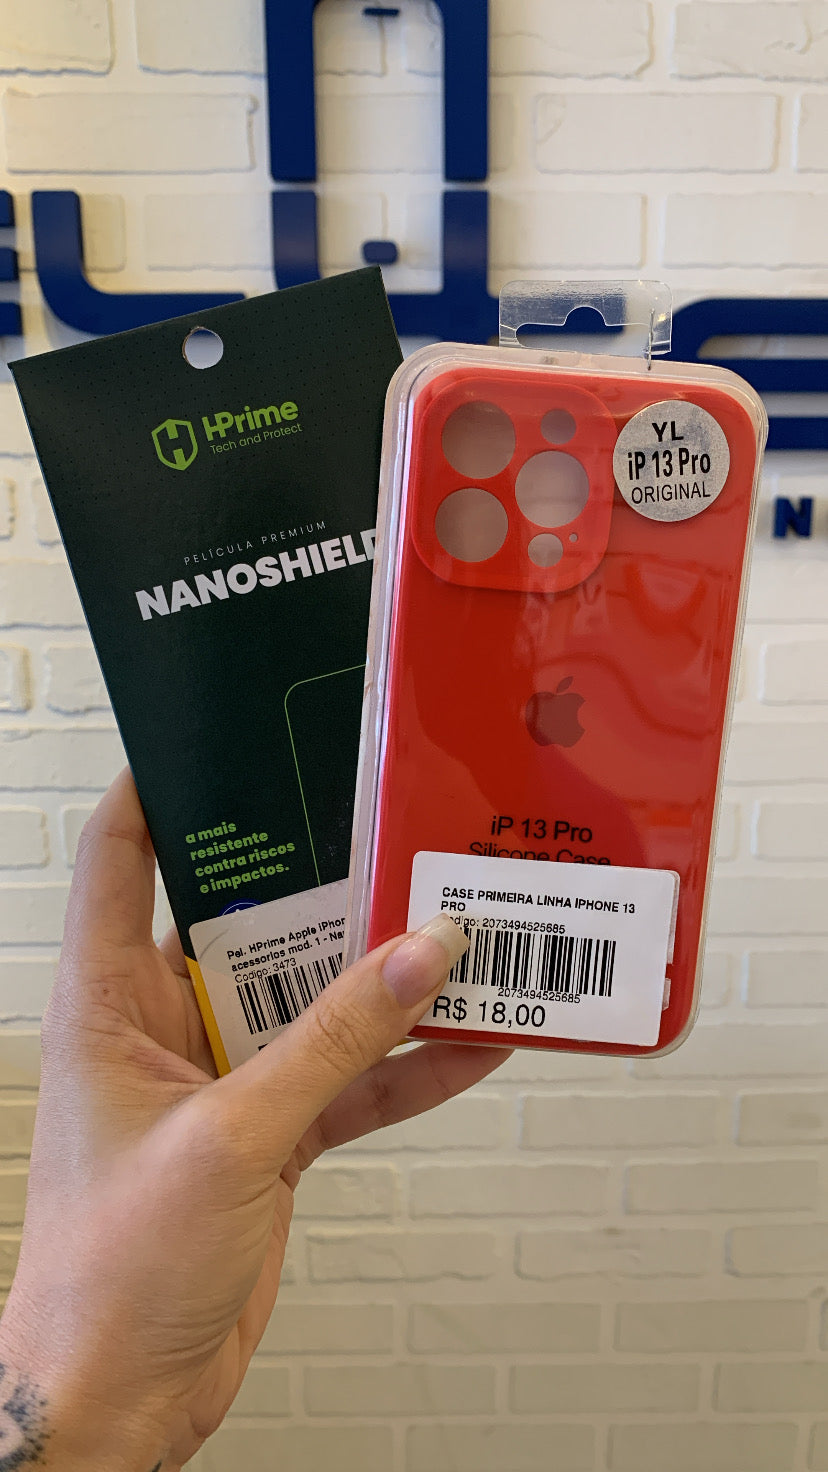 HPrime
Tech and Protect
PELÍCULA PREMIUM
NANOSHIELD
a mais
resistente
contra riscos
e impactos.
Pel. HPrime Apple
acessorios mod. 1 -
Codigo: 3473
YL
iP 13 Pro
ORIGINAL
iP 13 Pro
Silicone Case
CASE PRIMEIRA LINHA IPHONE 13
PRO
2073494525685
2073494525685
R$ 18,00
N